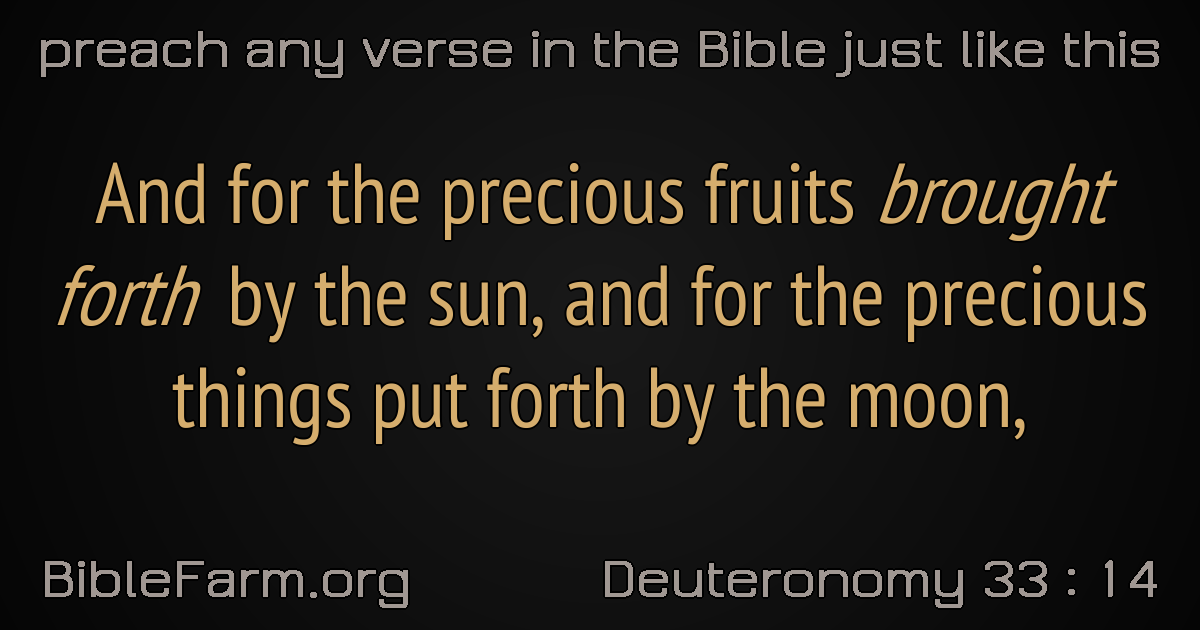 preach any verse in the Bible just like this
And for the precious fruits brought
forth by the sun, and for the precious
things put forth by the moon,
BibleFarm.org
Deuteronomy 33 : 14